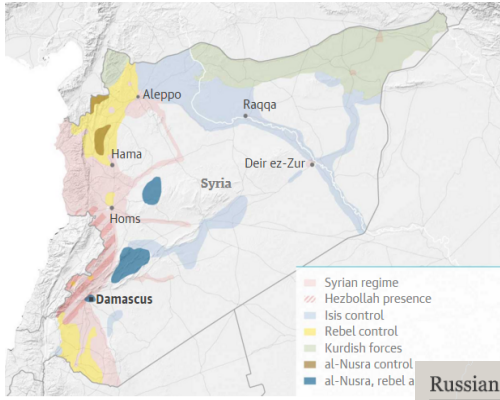 Aleppo
Raqqa
Hama
Deir ez-Zur
Syria
Homs
Damascus
Syrian regime
Hezbollah presence
Isis control
Rebel control
Kurdish forces
al-Nusra control
al-Nusra, rebel a
Russian